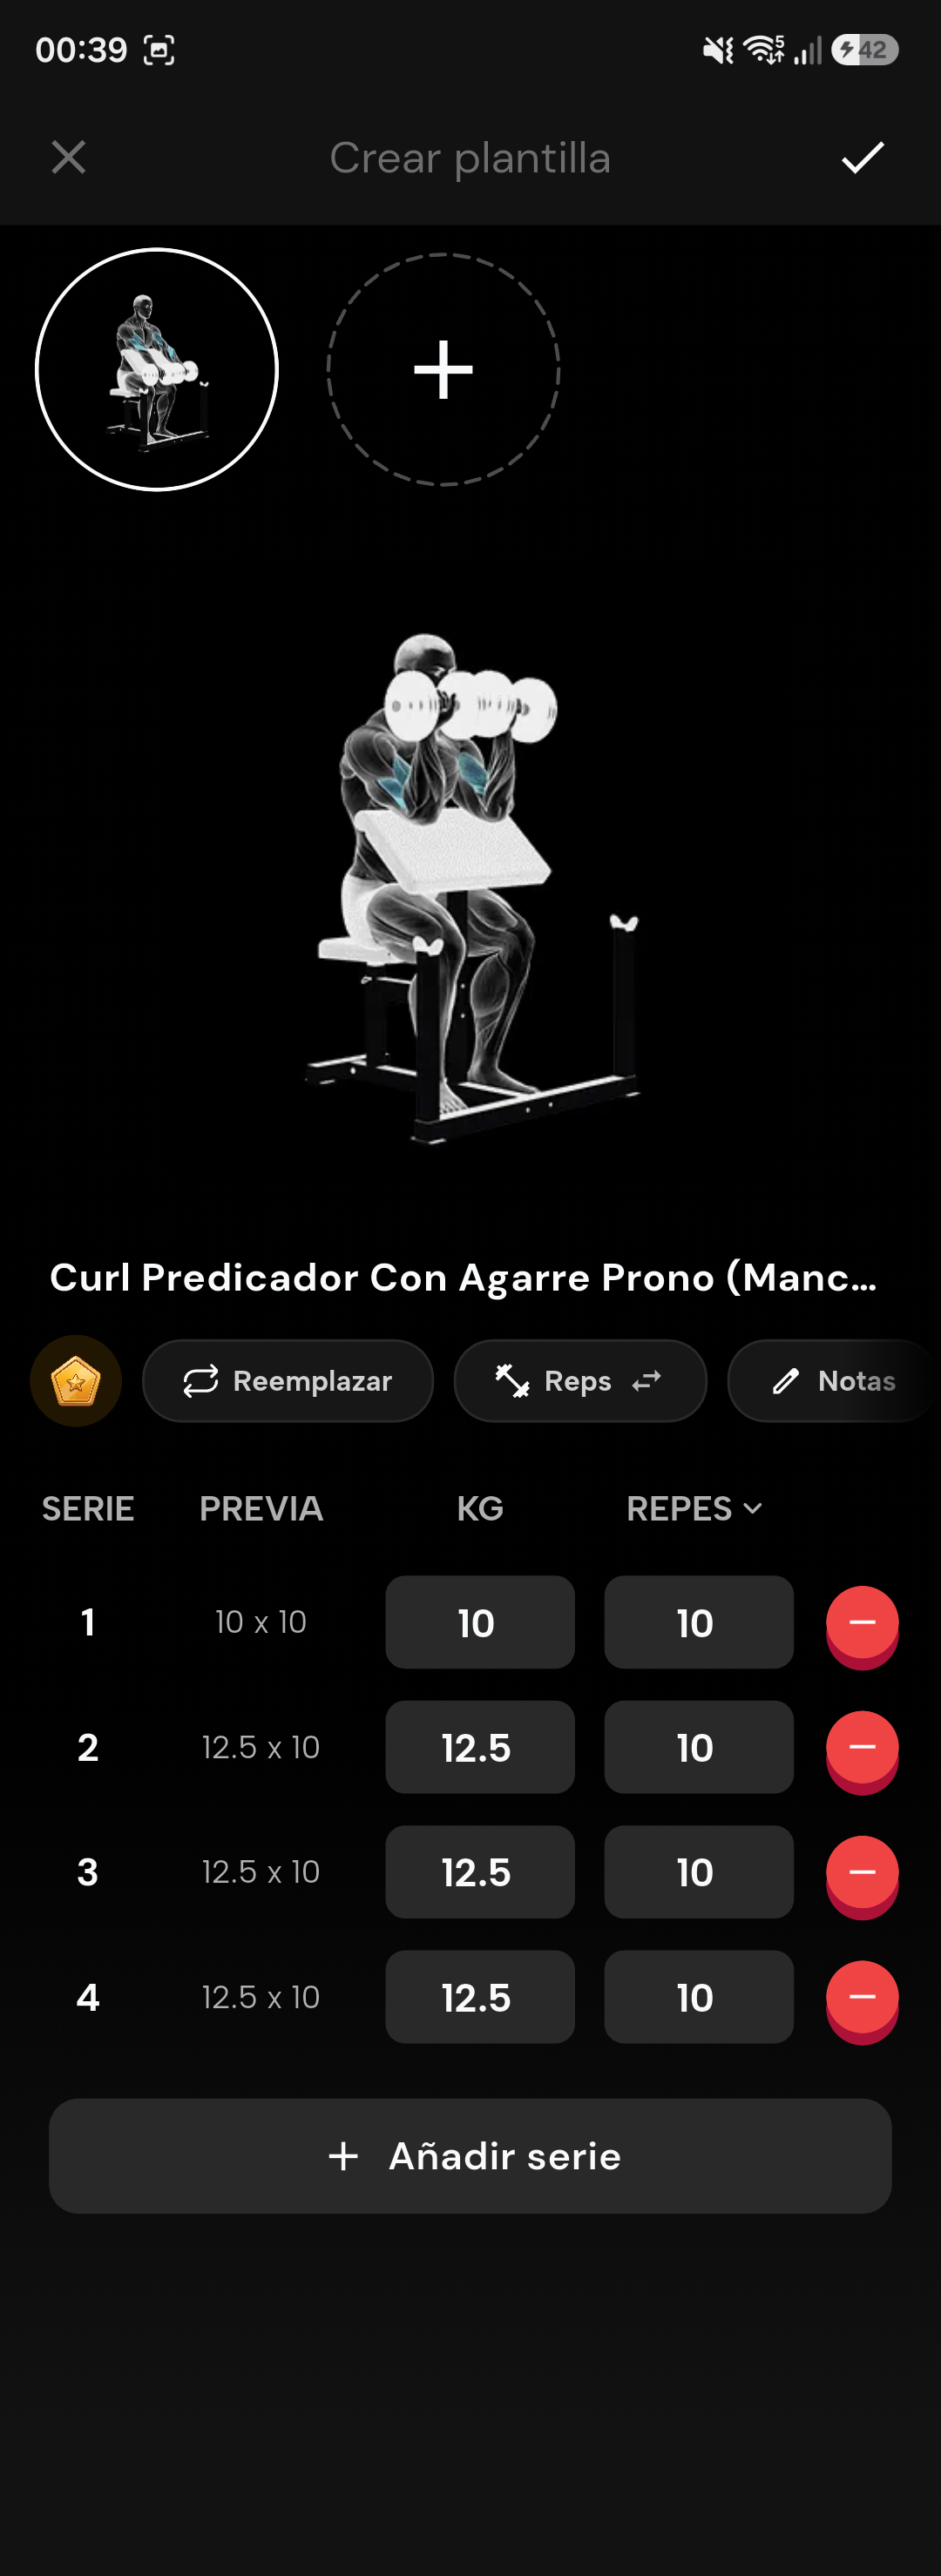 00:39
5 42
Crear plantilla
Curl Predicador Con Agarre Prono (Manc...
Reemplazar Reps Notas
SERIE PREVIA KG REPES
1 10 x 10 10 10
2 12.5 x 10 12.5 10
3 12.5 x 10 12.5 10
4 12.5 x 10 12.5 10
+ Añadir serie